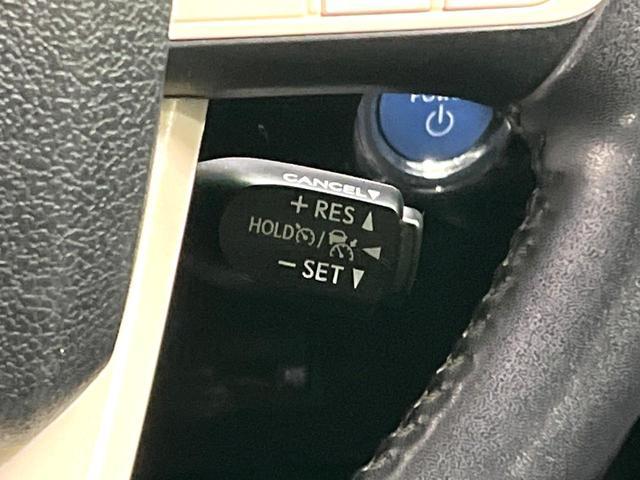 CANCEL▼
+ RES ▲
HOLD / ◄
− SET ▼